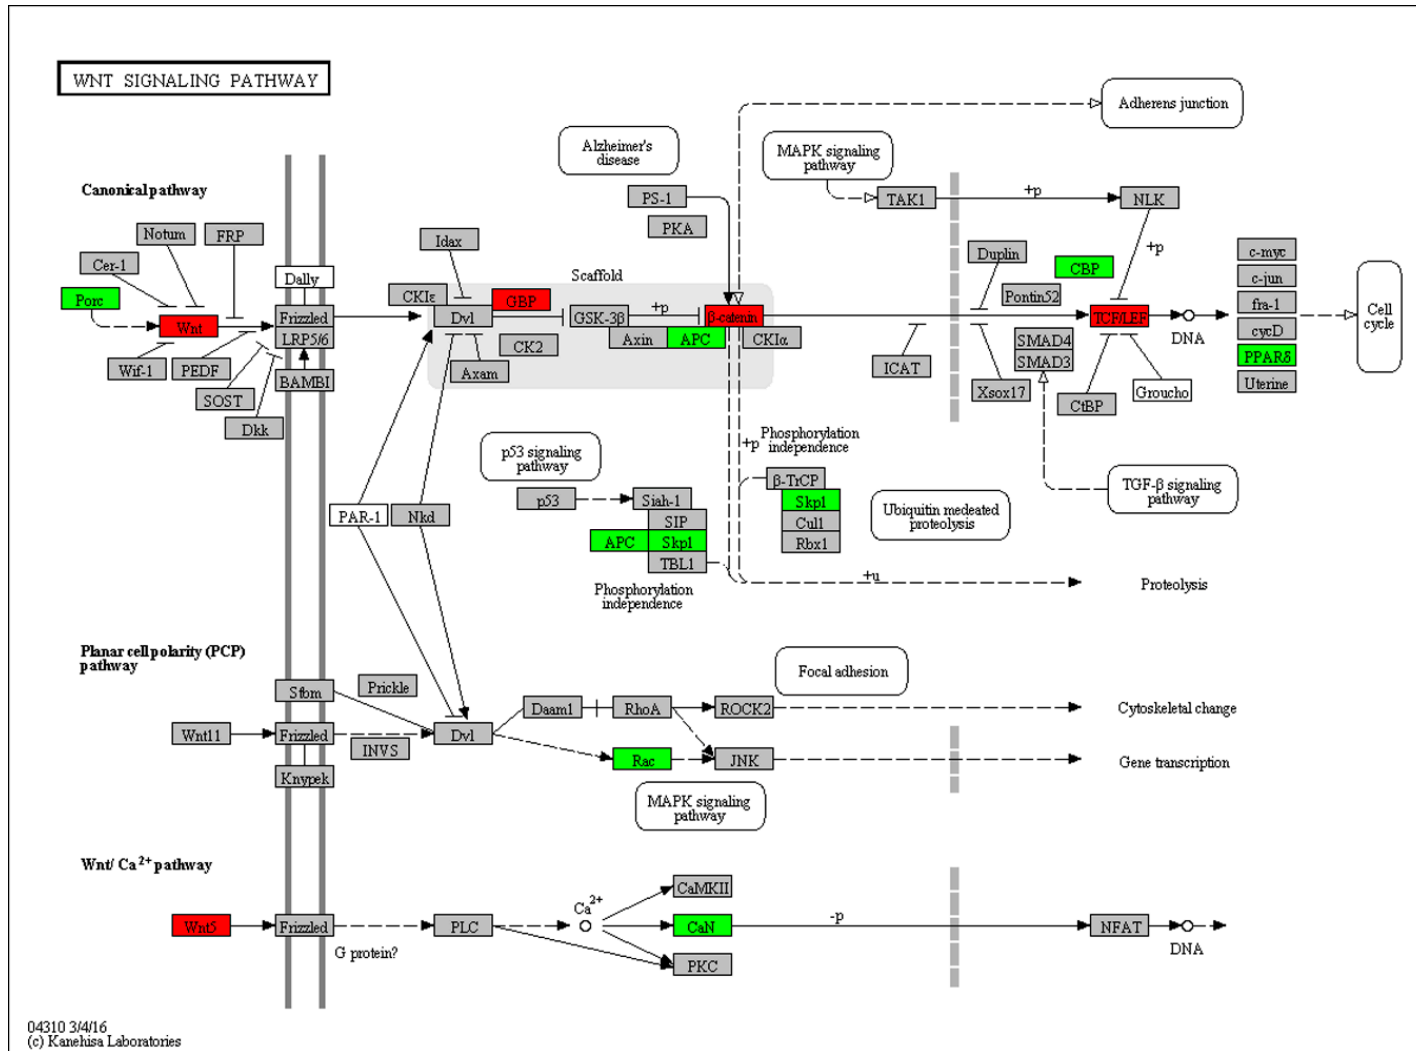 WNT SIGNALING PATHWAY
Adherens junction
Alzheimer's
disease
MAPK signaling
pathway
Canonical pathway
PS-1
TAK1
+p
NLK
Notum
FRP
Idax
PKA
Duplin
+p
c-myc
Cer-1
Dally
Scaffold
CBP
c-jun
Porc
CKIε
GBP
Pontin52
fra-1
Cell
cycle
Wnt
Frizzled
Dvl
GSK-3β
+p
β-catenin
TCF/LEF
DNA
cycD
LRP5/6
CK2
Axin
APC
CKIα
SMAD4
PPARδ
Wif-1
PEDF
BAMBI
Axam
ICAT
SMAD3
Uterine
SOST
Xsox17
CtBP
Groucho
Dkk
p53 signaling
pathway
+p
Phosphorylation
independence
β-TrCP
TGF-β signaling
pathway
p53
Siah-1
Skp1
Ubiquitin medeated
proteolysis
PAR-1
Nkd
SIP
Cul1
APC
Skp1
Rbx1
TBL1
+u
Proteolysis
Phosphorylation
independence
Planar cell polarity (PCP)
pathway
Focal adhesion
Stbm
Prickle
Daam1
RhoA
ROCK2
Cytoskeletal change
Wnt11
Frizzled
INVS
Dvl
Rac
JNK
Gene transcription
Knypek
MAPK signaling
pathway
Wnt/ Ca2+ pathway
CaMKII
Ca2+
Wnt5
Frizzled
PLC
CaN
-p
NFAT
DNA
G protein?
PKC
04310 3/4/16
(c) Kanehisa Laboratories